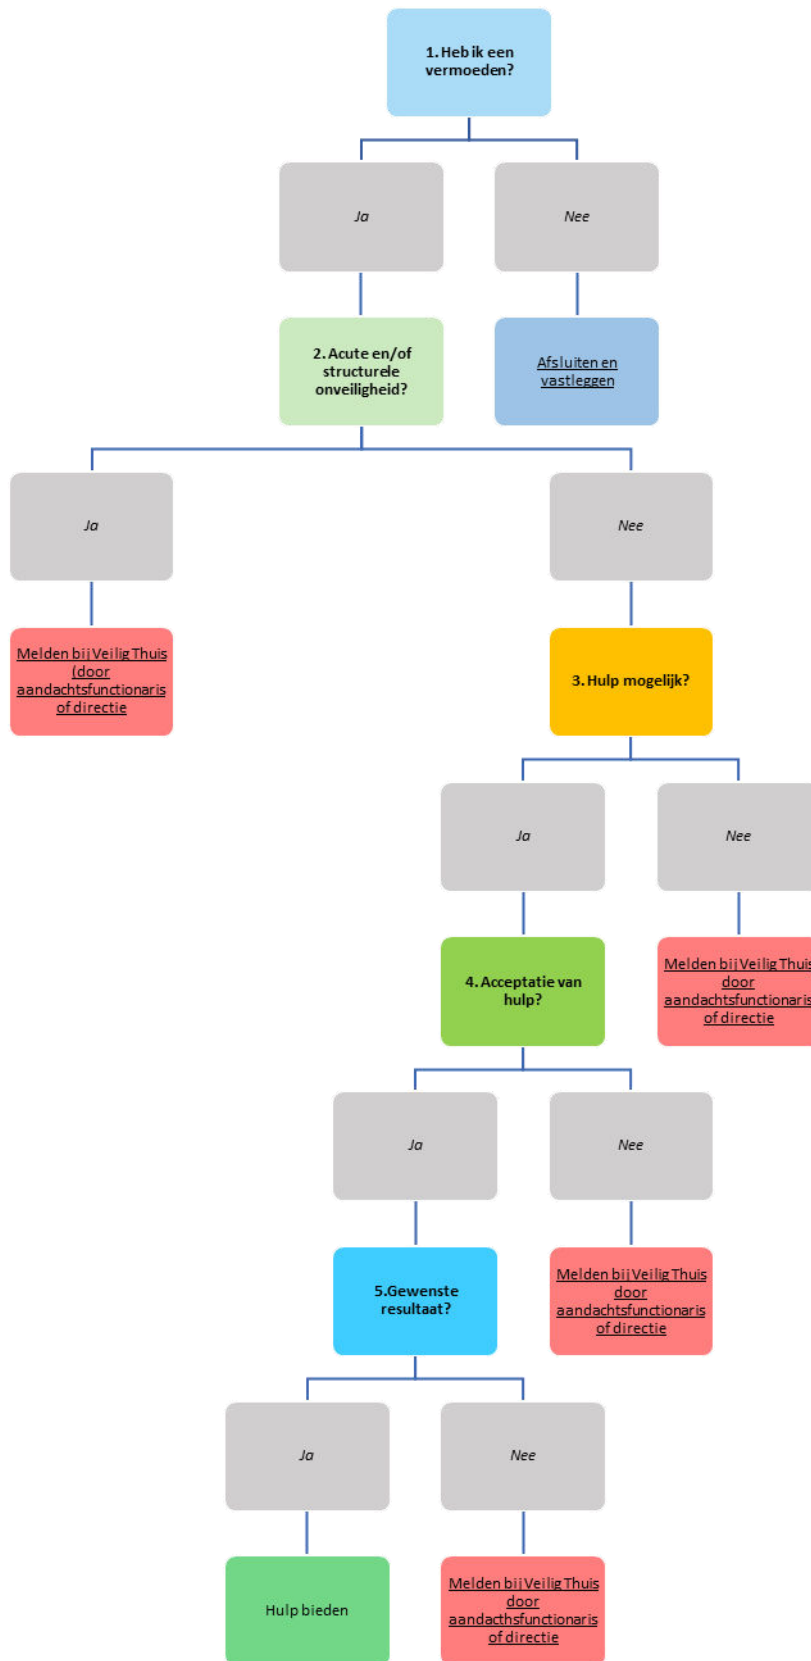 1. Heb ik een
vermoeden?
Ja
Nee
2. Acute en/of
structurele
onveiligheid?
Afsluiten en
vastleggen
Ja
Nee
Melden bij Veilig Thuis
(door
aandachtsfunctionaris
of directie
3. Hulp mogelijk?
Ja
Nee
4. Acceptatie van
hulp?
Melden bij Veilig Thuis
door
aandachtsfunctionaris
of directie
Ja
Nee
5.Gewenste
resultaat?
Melden bij Veilig Thuis
door
aandachtsfunctionaris
of directie
Ja
Nee
Hulp bieden
Melden bij Veilig Thuis
door
aandacthsfunctionaris
of directie